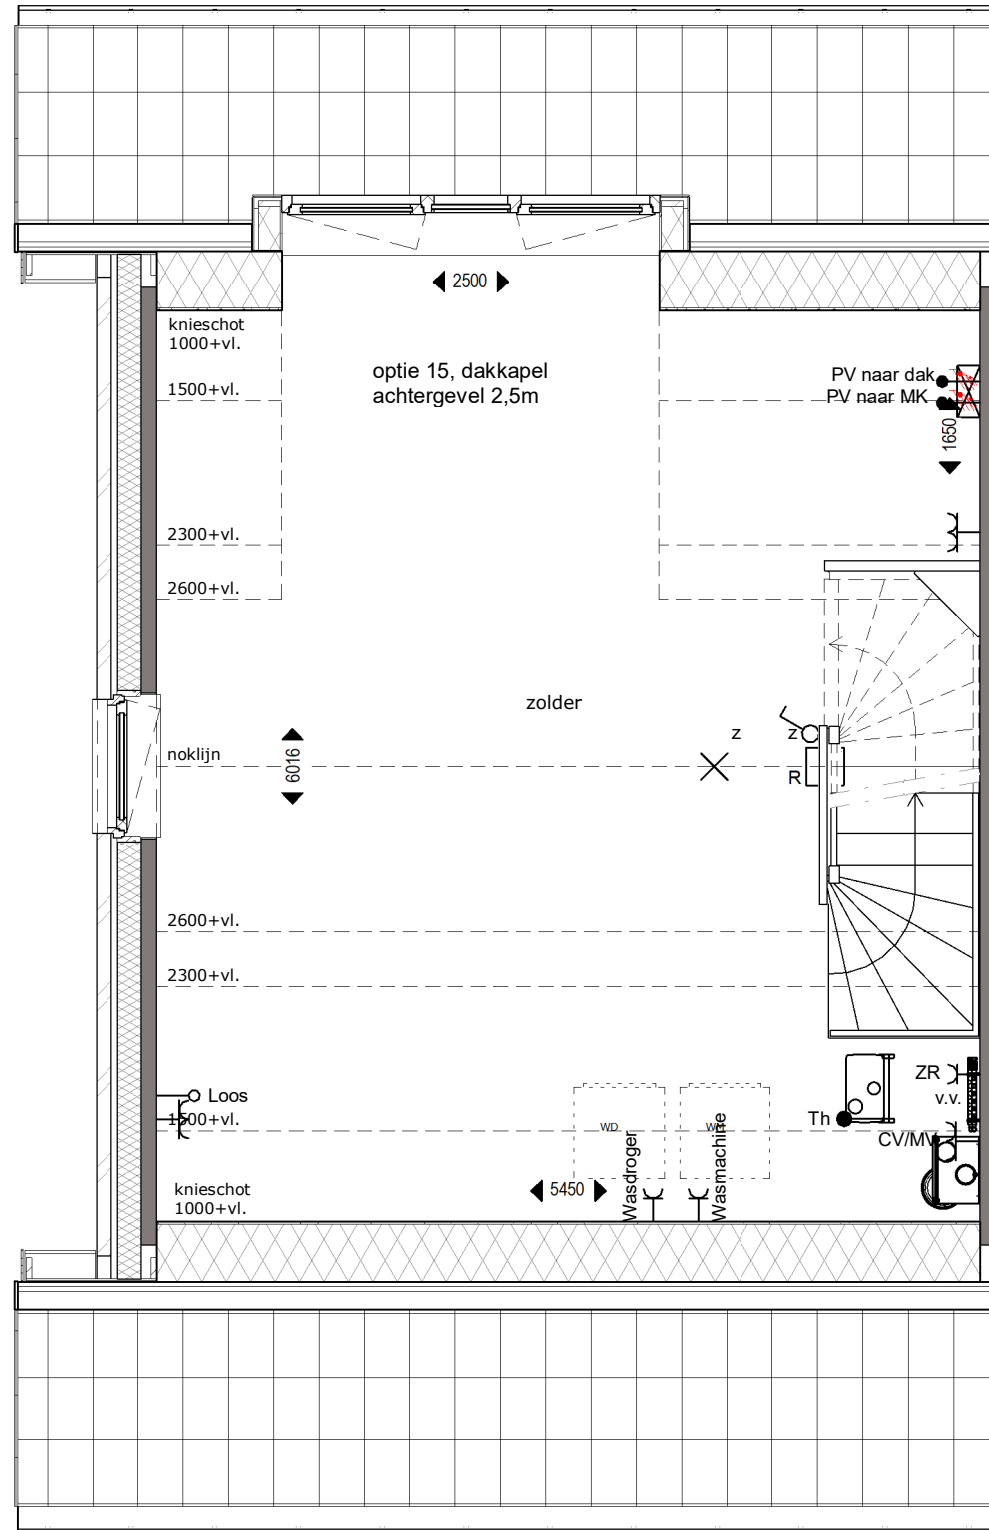 2500
knieschot
1000+vl.
optie 15, dakkapel
achtergevel 2,5m
PV naar dak
1500+vl.
PV naar MK
1650
2300+vl.
2600+vl.
zolder
z
z
noklijn
6016
R
2600+vl.
2300+vl.
ZR
v.v.
Loos
1500+vl.
Th
WD
Wasdroger
Wasmachine
CV/MV
knieschot
1000+vl.
5450